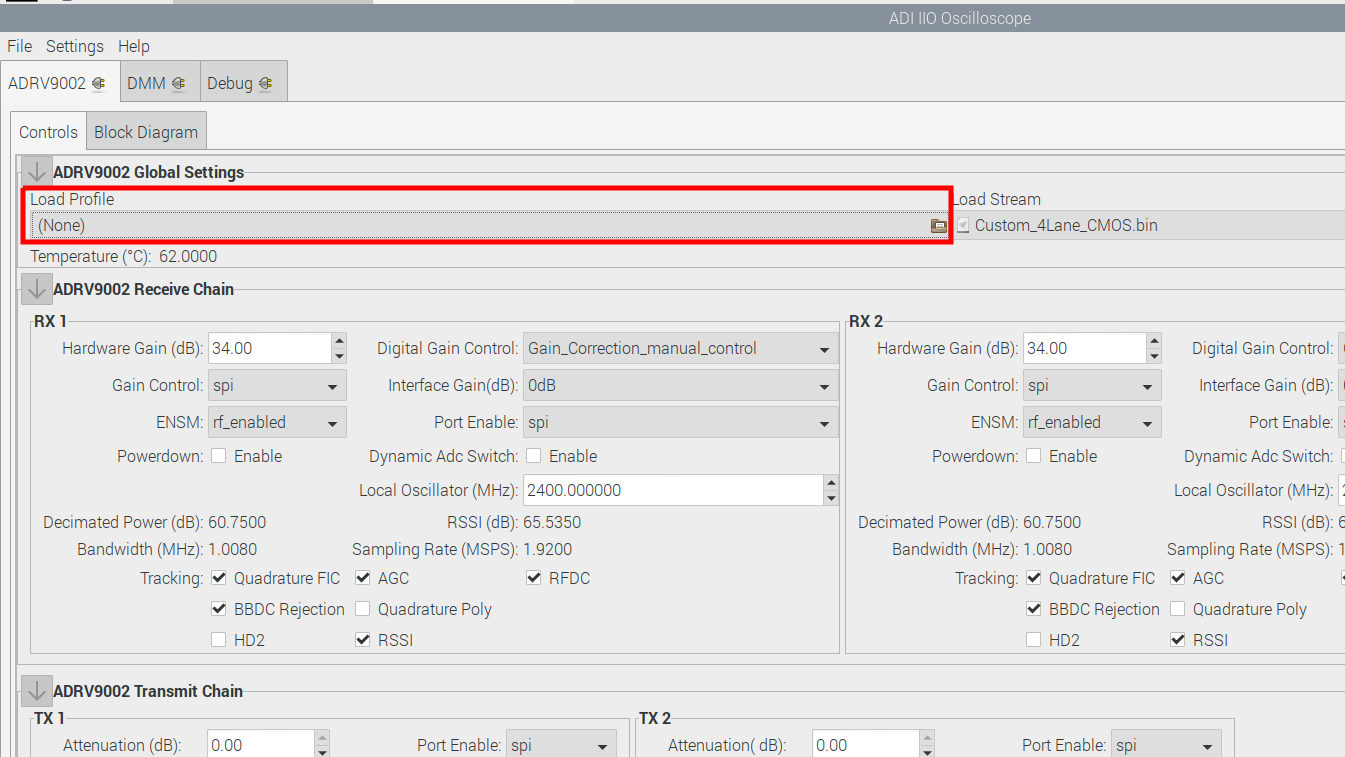 ADI IIO Oscilloscope
File Settings Help
ADRV9002 DMM Debug
Controls Block Diagram
ADRV9002 Global Settings
Load Profile Load Stream
(None) Custom_4Lane_CMOS.bin
Temperature (°C): 62.0000
ADRV9002 Receive Chain
RX 1 RX 2
Hardware Gain (dB): 34.00 Digital Gain Control: Gain_Correction_manual_control Hardware Gain (dB): 34.00 Digital Gain Control:
Gain Control: spi Interface Gain(dB): 0dB Gain Control: spi Interface Gain (dB):
ENSM: rf_enabled Port Enable: spi ENSM: rf_enabled Port Enable:
Powerdown: Enable Dynamic Adc Switch: Enable Powerdown: Enable Dynamic Adc Switch:
Local Oscillator (MHz): 2400.000000 Local Oscillator (MHz):
Decimated Power (dB): 60.7500 RSSI (dB): 65.5350 Decimated Power (dB): 60.7500 RSSI (dB):
Bandwidth (MHz): 1.0080 Sampling Rate (MSPS): 1.9200 Bandwidth (MHz): 1.0080 Sampling Rate (MSPS):
Tracking: Quadrature FIC AGC RFDC Tracking: Quadrature FIC AGC
BBDC Rejection Quadrature Poly BBDC Rejection Quadrature Poly
HD2 RSSI HD2 RSSI
ADRV9002 Transmit Chain
TX 1 TX 2
Attenuation (dB): 0.00 Port Enable: spi Attenuation( dB): 0.00 Port Enable: spi